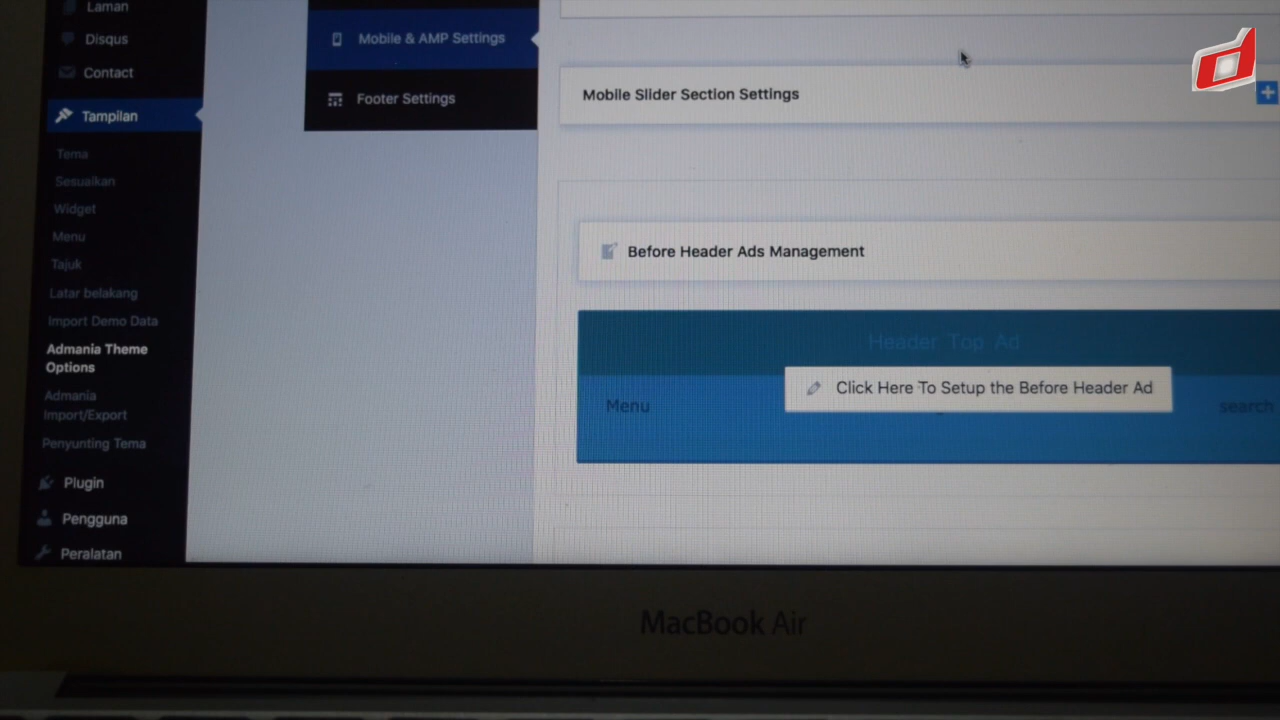 Laman
Disqus
Contact
Tampilan
Tema
Sesuaikan
Widget
Menu
Tajuk
Latar belakang
Import Demo Data
Admania Theme
Options
Admania
Import/Export
Penyunting Tema
Plugin
Pengguna
Peralatan
Mobile & AMP Settings
Footer Settings
Mobile Slider Section Settings
Before Header Ads Management
Header Top Ad
Click Here To Setup the Before Header Ad
Menu
search
MacBook Air